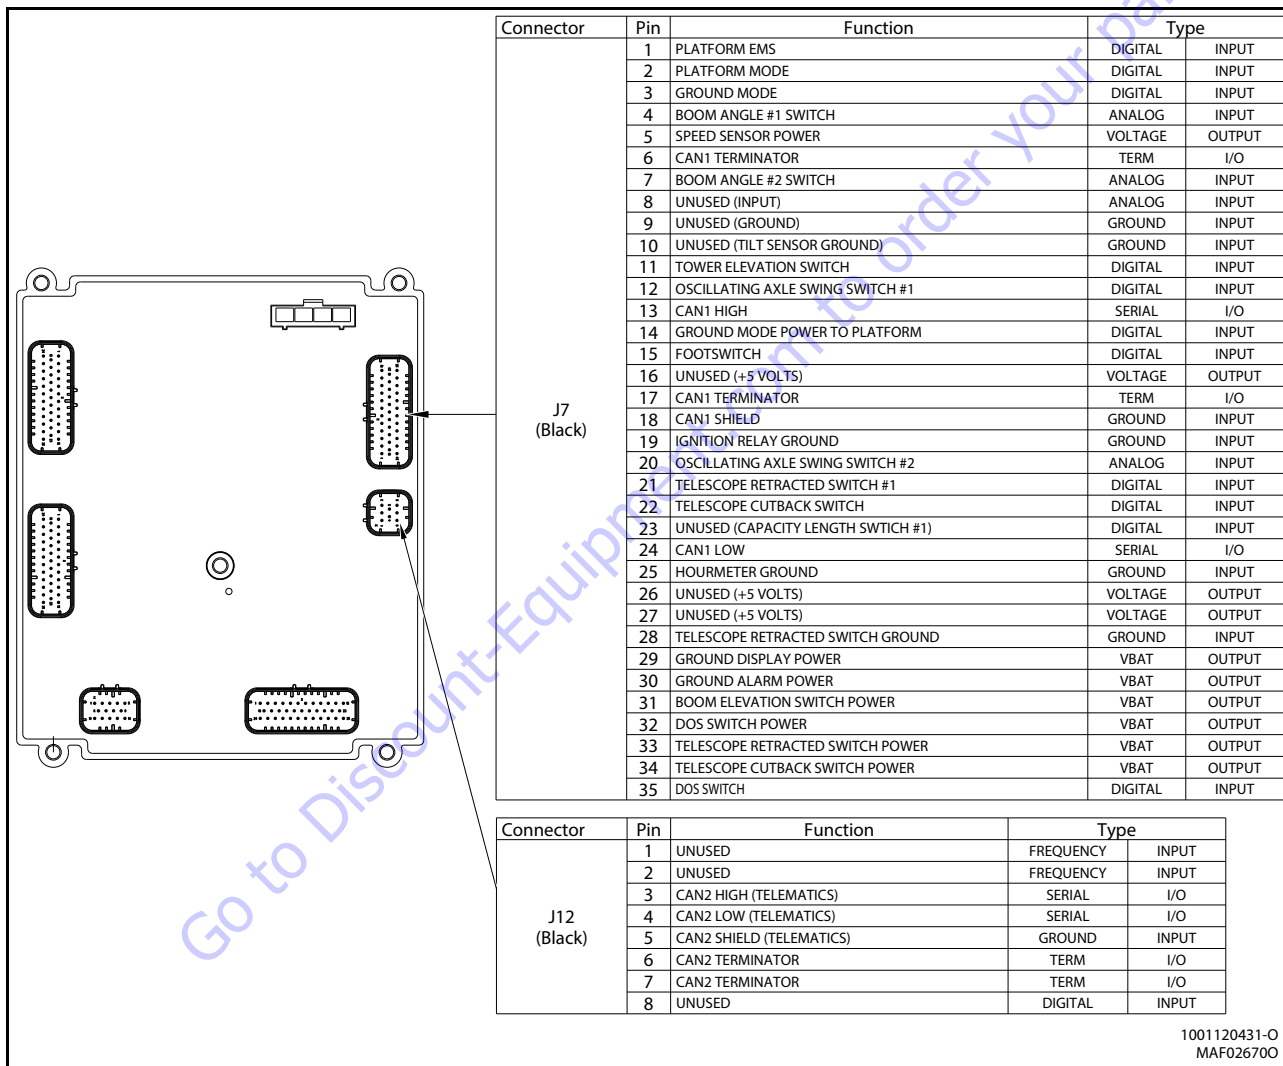 Connector Pin Function Type
J7
(Black)
1 PLATFORM EMS DIGITAL INPUT
2 PLATFORM MODE DIGITAL INPUT
3 GROUND MODE DIGITAL INPUT
4 BOOM ANGLE #1 SWITCH ANALOG INPUT
5 SPEED SENSOR POWER VOLTAGE OUTPUT
6 CAN1 TERMINATOR TERM I/O
7 BOOM ANGLE #2 SWITCH ANALOG INPUT
8 UNUSED (INPUT) ANALOG INPUT
9 UNUSED (GROUND) GROUND INPUT
10 UNUSED (TILT SENSOR GROUND) GROUND INPUT
11 TOWER ELEVATION SWITCH DIGITAL INPUT
12 OSCILLATING AXLE SWING SWITCH #1 DIGITAL INPUT
13 CAN1 HIGH SERIAL I/O
14 GROUND MODE POWER TO PLATFORM DIGITAL INPUT
15 FOOTSWITCH DIGITAL INPUT
16 UNUSED (+5 VOLTS) VOLTAGE OUTPUT
17 CAN1 TERMINATOR TERM I/O
18 CAN1 SHIELD GROUND INPUT
19 IGNITION RELAY GROUND GROUND INPUT
20 OSCILLATING AXLE SWING SWITCH #2 ANALOG INPUT
21 TELESCOPE RETRACTED SWITCH #1 DIGITAL INPUT
22 TELESCOPE CUTBACK SWITCH DIGITAL INPUT
23 UNUSED (CAPACITY LENGTH SWTICH #1) DIGITAL INPUT
24 CAN1 LOW SERIAL I/O
25 HOURMETER GROUND GROUND INPUT
26 UNUSED (+5 VOLTS) VOLTAGE OUTPUT
27 UNUSED (+5 VOLTS) VOLTAGE OUTPUT
28 TELESCOPE RETRACTED SWITCH GROUND GROUND INPUT
29 GROUND DISPLAY POWER VBAT OUTPUT
30 GROUND ALARM POWER VBAT OUTPUT
31 BOOM ELEVATION SWITCH POWER VBAT OUTPUT
32 DOS SWITCH POWER VBAT OUTPUT
33 TELESCOPE RETRACTED SWITCH POWER VBAT OUTPUT
34 TELESCOPE CUTBACK SWITCH POWER VBAT OUTPUT
35 DOS SWITCH DIGITAL INPUT
Connector Pin Function Type
J12
(Black)
1 UNUSED FREQUENCY INPUT
2 UNUSED FREQUENCY INPUT
3 CAN2 HIGH (TELEMATICS) SERIAL I/O
4 CAN2 LOW (TELEMATICS) SERIAL I/O
5 CAN2 SHIELD (TELEMATICS) GROUND INPUT
6 CAN2 TERMINATOR TERM I/O
7 CAN2 TERMINATOR TERM I/O
8 UNUSED DIGITAL INPUT
1001120431-O
MAF02670O
Go to Discount-Equipment.com to order your